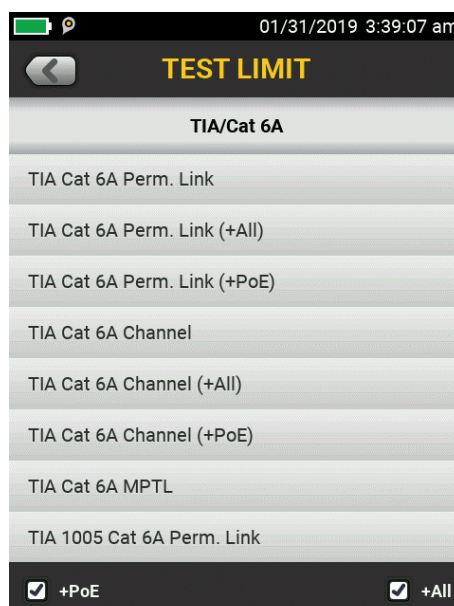 01/31/2019 3:39:07 am
TEST LIMIT
TIA/Cat 6A
TIA Cat 6A Perm. Link
TIA Cat 6A Perm. Link (+All)
TIA Cat 6A Perm. Link (+PoE)
TIA Cat 6A Channel
TIA Cat 6A Channel (+All)
TIA Cat 6A Channel (+PoE)
TIA Cat 6A MPTL
TIA 1005 Cat 6A Perm. Link
+PoE +All